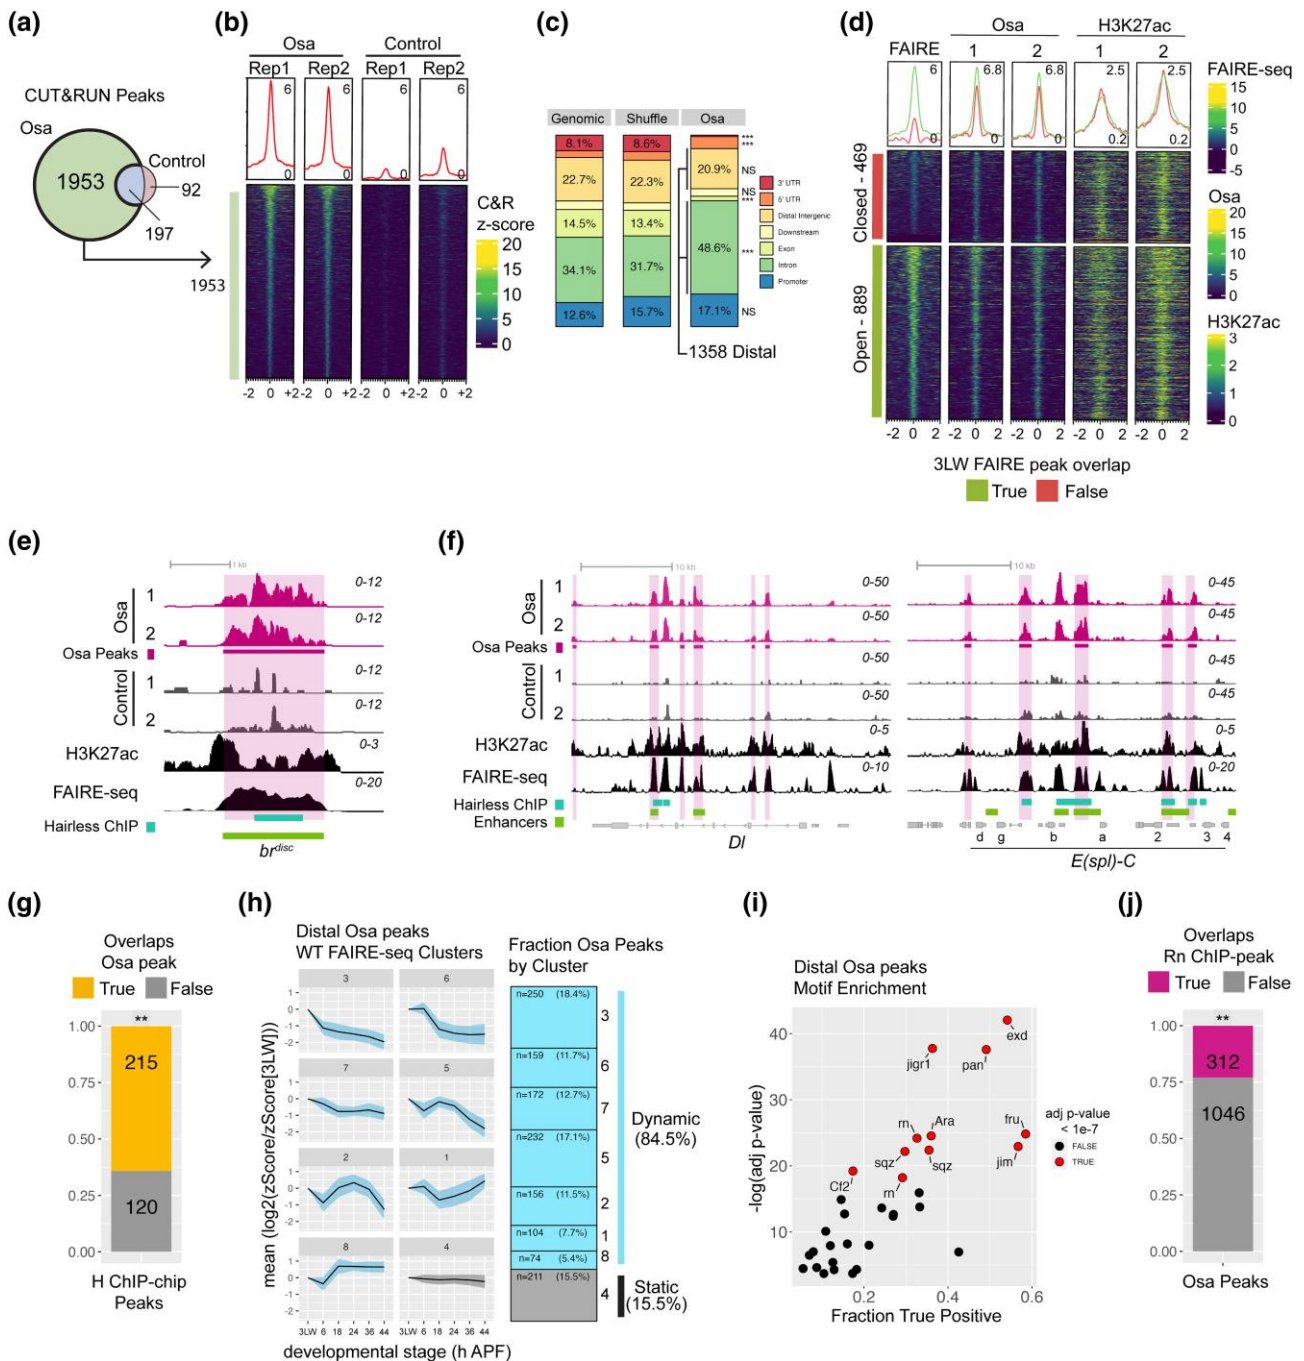 (a)
CUT&RUN Peaks
Osa
Control
1953
92
197
1953
(b)
Osa Control
Rep1 Rep2 Rep1 Rep2
6 6 6 6
0 0 0 0
C&R
z-score
20
15
10
5
0
-2 0 +2 -2 0 +2 -2 0 +2 -2 0 +2
(c)
Genomic Shuffle Osa
8.1% 8.6% ***
***
22.7% 22.3% 20.9% NS
NS
***
14.5% 13.4%
34.1% 31.7% 48.6% ***
12.6% 15.7% 17.1% NS
3' UTR
5' UTR
Distal Intergenic
Downstream
Exon
Intron
Promoter
1358 Distal
(d)
Osa H3K27ac
FAIRE 1 2 1 2
6 6.8 6.8 2.5 2.5
0 0 0 0.2 0.2
Closed - 469
Open - 889
FAIRE-seq
15
10
5
0
-5
Osa
20
15
10
5
0
H3K27ac
3
2
1
0
-2 0 2 -2 0 2 -2 0 2 -2 0 2 -2 0 2
3LW FAIRE peak overlap
True False
(e)
1 kb
Osa
1 0-12
2 0-12
Osa Peaks
Control
1 0-12
2 0-12
H3K27ac 0-3
FAIRE-seq 0-20
Hairless ChIP
br^disc
(f)
10 kb 10 kb
Osa
1 0-50 0-45
2 0-50 0-45
Osa Peaks
Control
1 0-50 0-45
2 0-50 0-45
H3K27ac 0-5 0-5
FAIRE-seq 0-10 0-20
Hairless ChIP
Enhancers
d g b a 2 3 4
Dl E(spl)-C
(g)
Overlaps
Osa peak
True False
**
1.00
0.75
0.50
0.25
0.00
215
120
H ChIP-chip
Peaks
(h)
Distal Osa peaks
WT FAIRE-seq Clusters
mean (log2(zScore/zScore[3LW]))
3 6
7 5
2 1
8 4
1
0
-1
-2
1
0
-1
-2
1
0
-1
-2
1
0
-1
-2
3LW 6 18 24 36 44 3LW 6 18 24 36 44
developmental stage (h APF)
Fraction Osa Peaks
by Cluster
n=250 (18.4%) 3
n=159 (11.7%) 6
n=172 (12.7%) 7
n=232 (17.1%) 5
n=156 (11.5%) 2
n=104 (7.7%) 1
n=74 (5.4%) 8
n=211 (15.5%) 4
Dynamic
(84.5%)
Static
(15.5%)
(i)
Distal Osa peaks
Motif Enrichment
-log(adj p-value)
40
30
20
10
exd
jigr1
pan
rn
Ara
fru
sqz
sqz
jim
Cf2
rn
0.2 0.4 0.6
Fraction True Positive
adj p-value
< 1e-7
FALSE
TRUE
(j)
Overlaps
Rn ChIP-peak
True False
**
1.00
0.75
0.50
0.25
0.00
312
1046
Osa Peaks